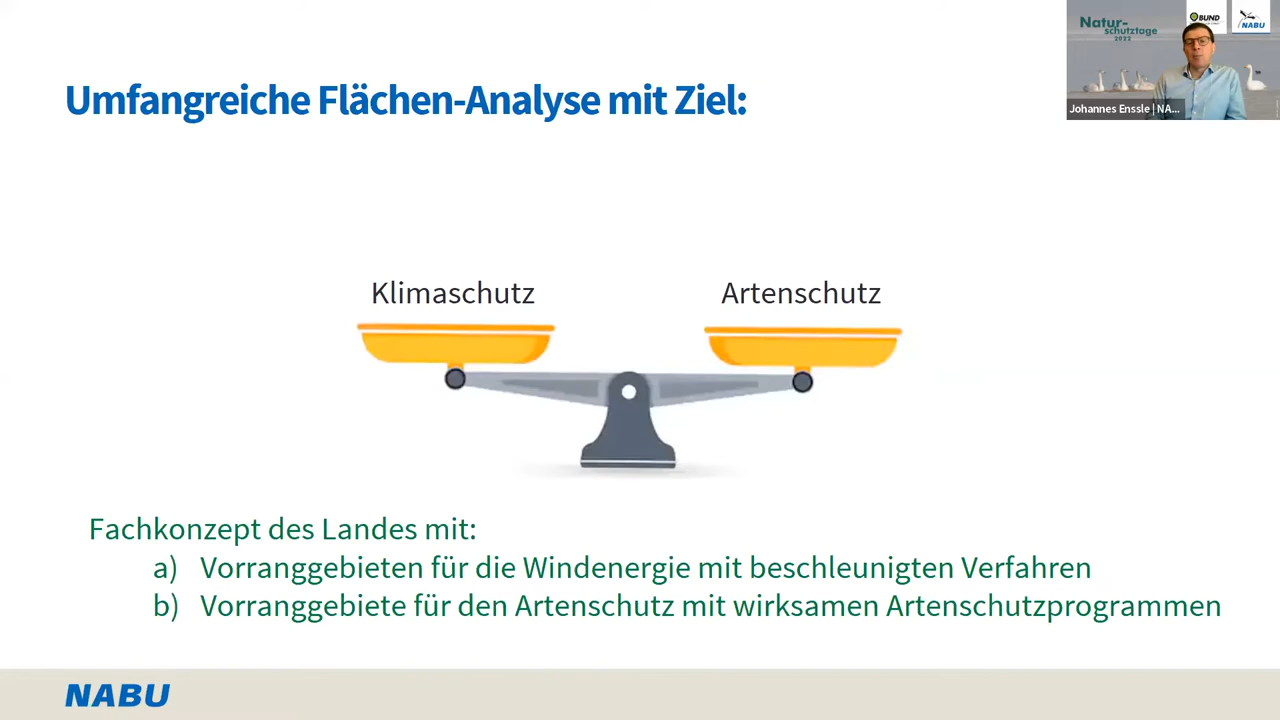 Natur-
schutztage
2022
BUND
NABU
Johannes Enssle | NA...
Umfangreiche Flächen-Analyse mit Ziel:
Klimaschutz
Artenschutz
Fachkonzept des Landes mit:
a) Vorranggebieten für die Windenergie mit beschleunigten Verfahren
b) Vorranggebiete für den Artenschutz mit wirksamen Artenschutzprogrammen
NABU